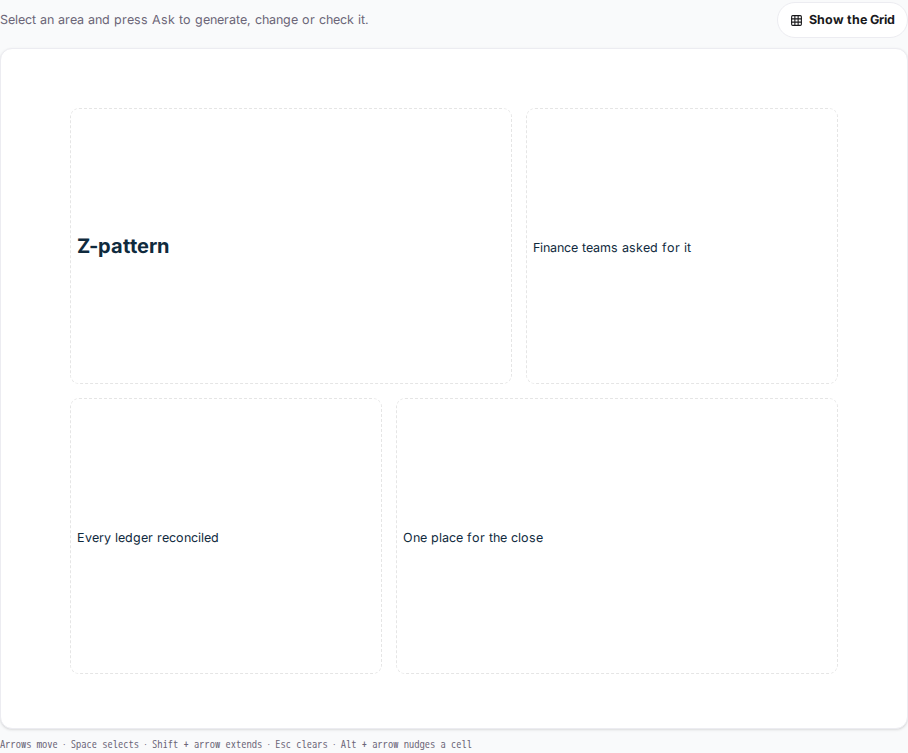 Select an area and press Ask to generate, change or check it.
Show the Grid
Z-pattern
Finance teams asked for it
Every ledger reconciled
One place for the close
Arrows move · Space selects · Shift + arrow extends · Esc clears · Alt + arrow nudges a cell